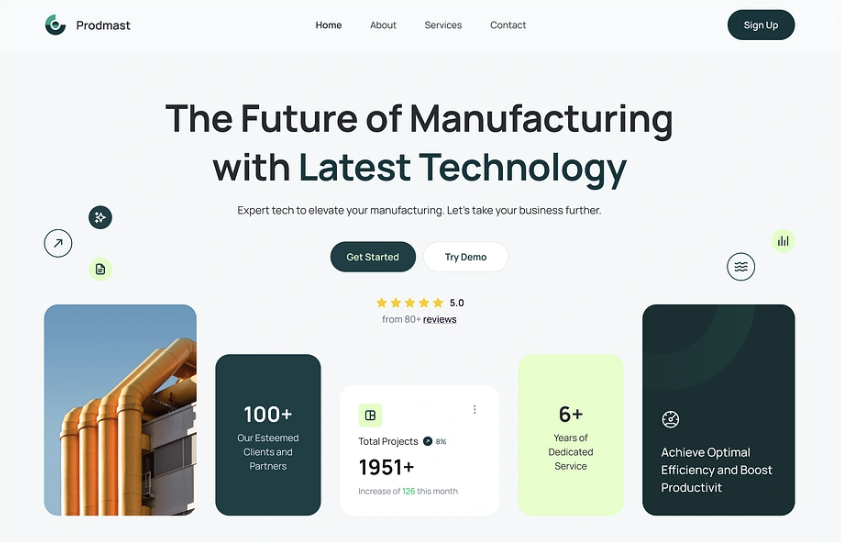 Prodmast
Home
About
Services
Contact
Sign Up
The Future of Manufacturing
with Latest Technology
Expert tech to elevate your manufacturing. Let's take your business further.
Get Started
Try Demo
5.0
from 80+ reviews
100+
Our Esteemed
Clients and
Partners
Total Projects
8%
1951+
Increase of 126 this month
6+
Years of
Dedicated
Service
Achieve Optimal
Efficiency and Boost
Productivit